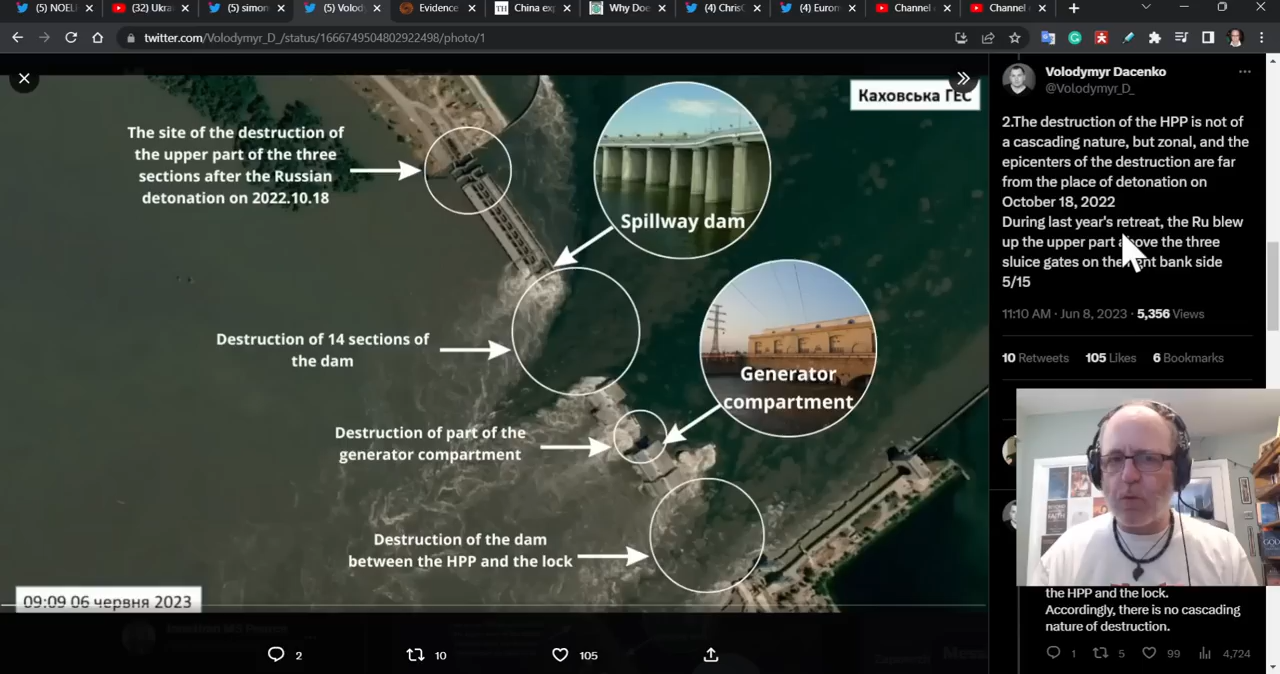 (5) NOEL
(32) Ukra
(5) simon
(5) Volod
Evidence
China exp
Why Doe
(4) Chris
(4) Eurom
Channel
Channel
twitter.com/Volodymyr_D_/status/1666749504802922498/photo/1
Каховська ГЕС
The site of the destruction of
the upper part of the three
sections after the Russian
detonation on 2022.10.18
Spillway dam
Destruction of 14 sections of
the dam
Generator
compartment
Destruction of part of the
generator compartment
Destruction of the dam
between the HPP and the lock
09:09 06 червня 2023
2
10
105
Volodymyr Dacenko
@Volodymyr_D_
2.The destruction of the HPP is not of
a cascading nature, but zonal, and the
epicenters of the destruction are far
from the place of detonation on
October 18, 2022
During last year's retreat, the Ru blew
up the upper part above the three
sluice gates on the right bank side
5/15
11:10 AM · Jun 8, 2023 · 5,356 Views
10 Retweets 105 Likes 6 Bookmarks
the HPP and the lock.
Accordingly, there is no cascading
nature of destruction.
1 5 99 4,724